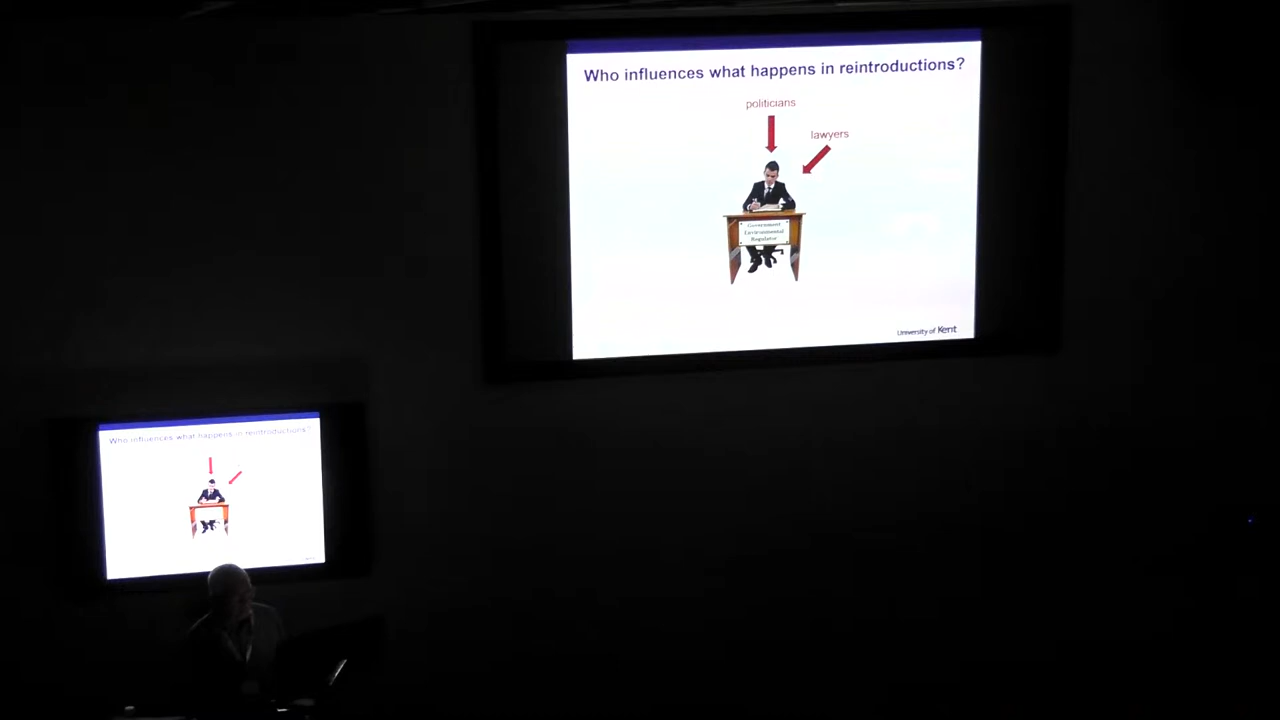 Who influences what happens in reintroductions?
politicians
lawyers
Government
Environmental
Regulator
University of Kent
Who influences what happens in reintroductions?